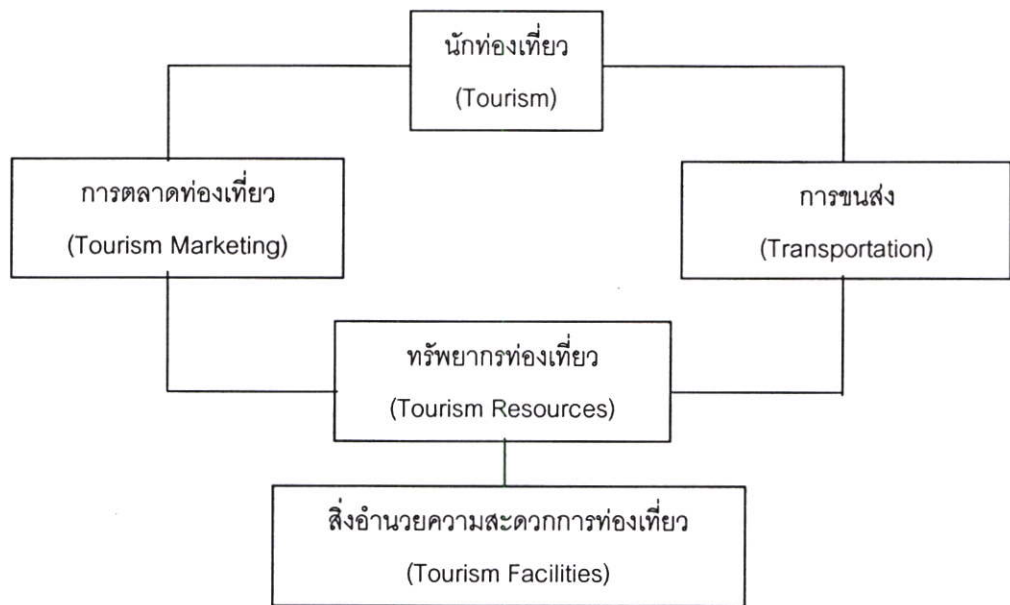 นักท่องเที่ยว
(Tourism)
การตลาดท่องเที่ยว
(Tourism Marketing)
การขนส่ง
(Transportation)
ทรัพยากรท่องเที่ยว
(Tourism Resources)
สิ่งอำนวยความสะดวกการท่องเที่ยว
(Tourism Facilities)